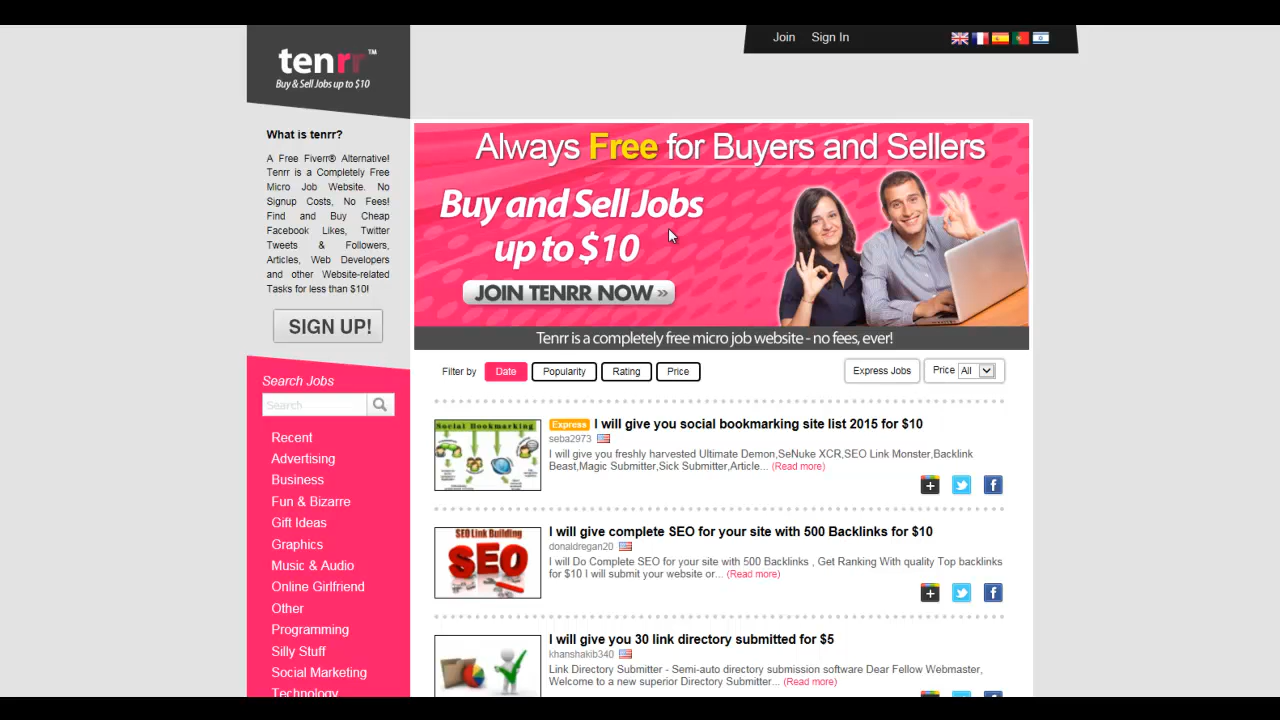 tenrr™
Buy & Sell Jobs up to $10
Join Sign In
What is tenrr?
A Free Fiverr® Alternative!
Tenrr is a Completely Free
Micro Job Website. No
Signup Costs, No Fees!
Find and Buy Cheap
Facebook Likes, Twitter
Tweets & Followers,
Articles, Web Developers
and other Website-related
Tasks for less than $10!
SIGN UP!
Search Jobs
Search...
Recent
Advertising
Business
Fun & Bizarre
Gift Ideas
Graphics
Music & Audio
Online Girlfriend
Other
Programming
Silly Stuff
Social Marketing
Technology
Always Free for Buyers and Sellers
Buy and Sell Jobs
up to $10
JOIN TENRR NOW »
Tenrr is a completely free micro job website - no fees, ever!
Filter by Date Popularity Rating Price Express Jobs Price All
Social Bookmarking
Express I will give you social bookmarking site list 2015 for $10
seba2973
I will give you freshly harvested Ultimate Demon,SeNuke XCR,SEO Link Monster,Backlink
Beast,Magic Submitter,Sick Submitter,Article... (Read more)
SEO Link Building
SEO
I will give complete SEO for your site with 500 Backlinks for $10
donaldregan20
I will Do Complete SEO for your site with 500 Backlinks , Get Ranking With quality Top backlinks
for $10 I will submit your website or... (Read more)
I will give you 30 link directory submitted for $5
khanshakib340
Link Directory Submitter - Semi-auto directory submission software Dear Fellow Webmaster,
Welcome to a new superior Directory Submitter... (Read more)